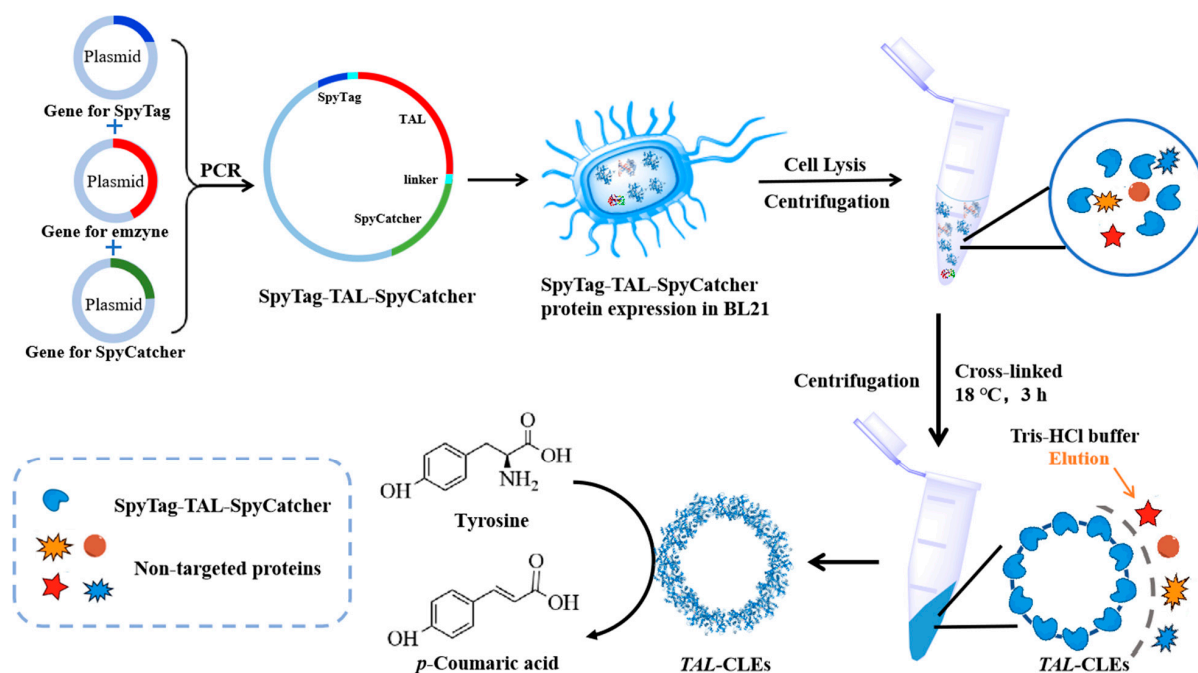 Plasmid
Gene for SpyTag
+
Plasmid
Gene for emzyne
+
Plasmid
Gene for SpyCatcher
PCR
SpyTag
TAL
linker
SpyCatcher
SpyTag-TAL-SpyCatcher
SpyTag-TAL-SpyCatcher
protein expression in BL21
Cell Lysis
Centrifugation
Centrifugation
Cross-linked
18 °C, 3 h
Tris-HCl buffer
Elution
TAL-CLEs
TAL-CLEs
O
OH
NH₂
OH
Tyrosine
O
OH
OH
p-Coumaric acid
SpyTag-TAL-SpyCatcher
Non-targeted proteins